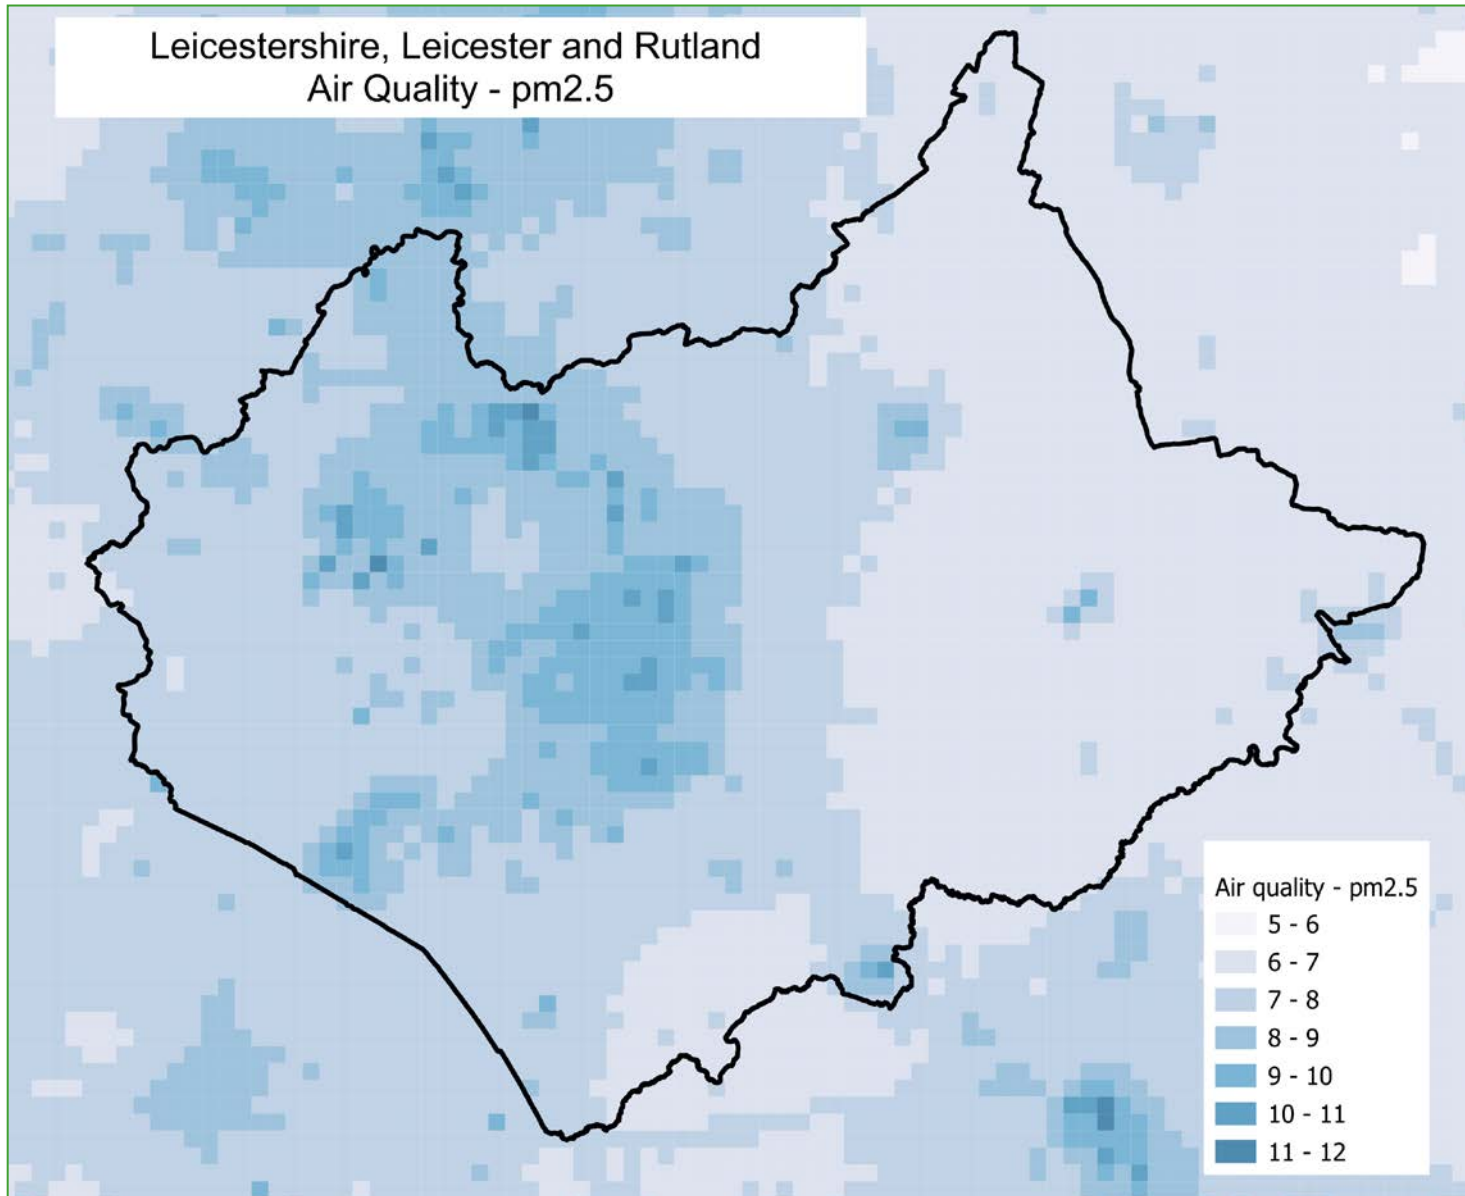 Leicestershire, Leicester and Rutland
Air Quality - pm2.5
Air quality - pm2.5
5 - 6
6 - 7
7 - 8
8 - 9
9 - 10
10 - 11
11 - 12